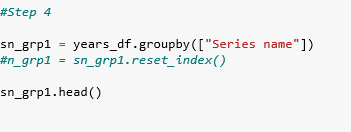 #Step 4
sn_grp1 = years_df.groupby(["Series name"])
#n_grp1 = sn_grp1.reset_index()
sn_grp1.head()